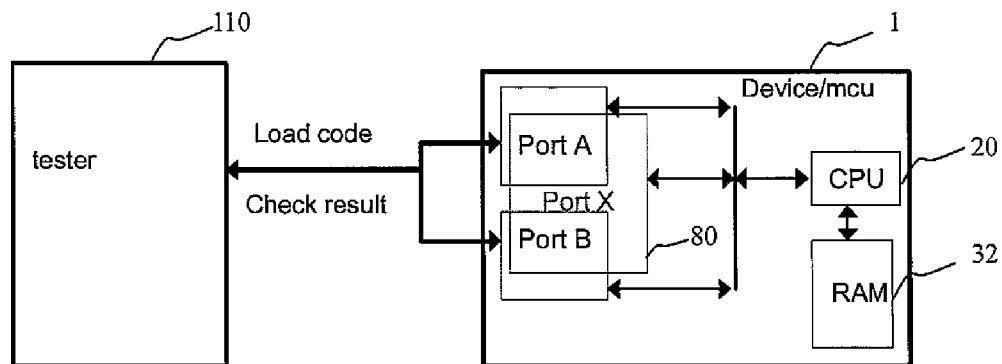 110
1
Device/mcu
Load code
Port A
20
tester
CPU
Check result
Port X
Port B
80
32
RAM